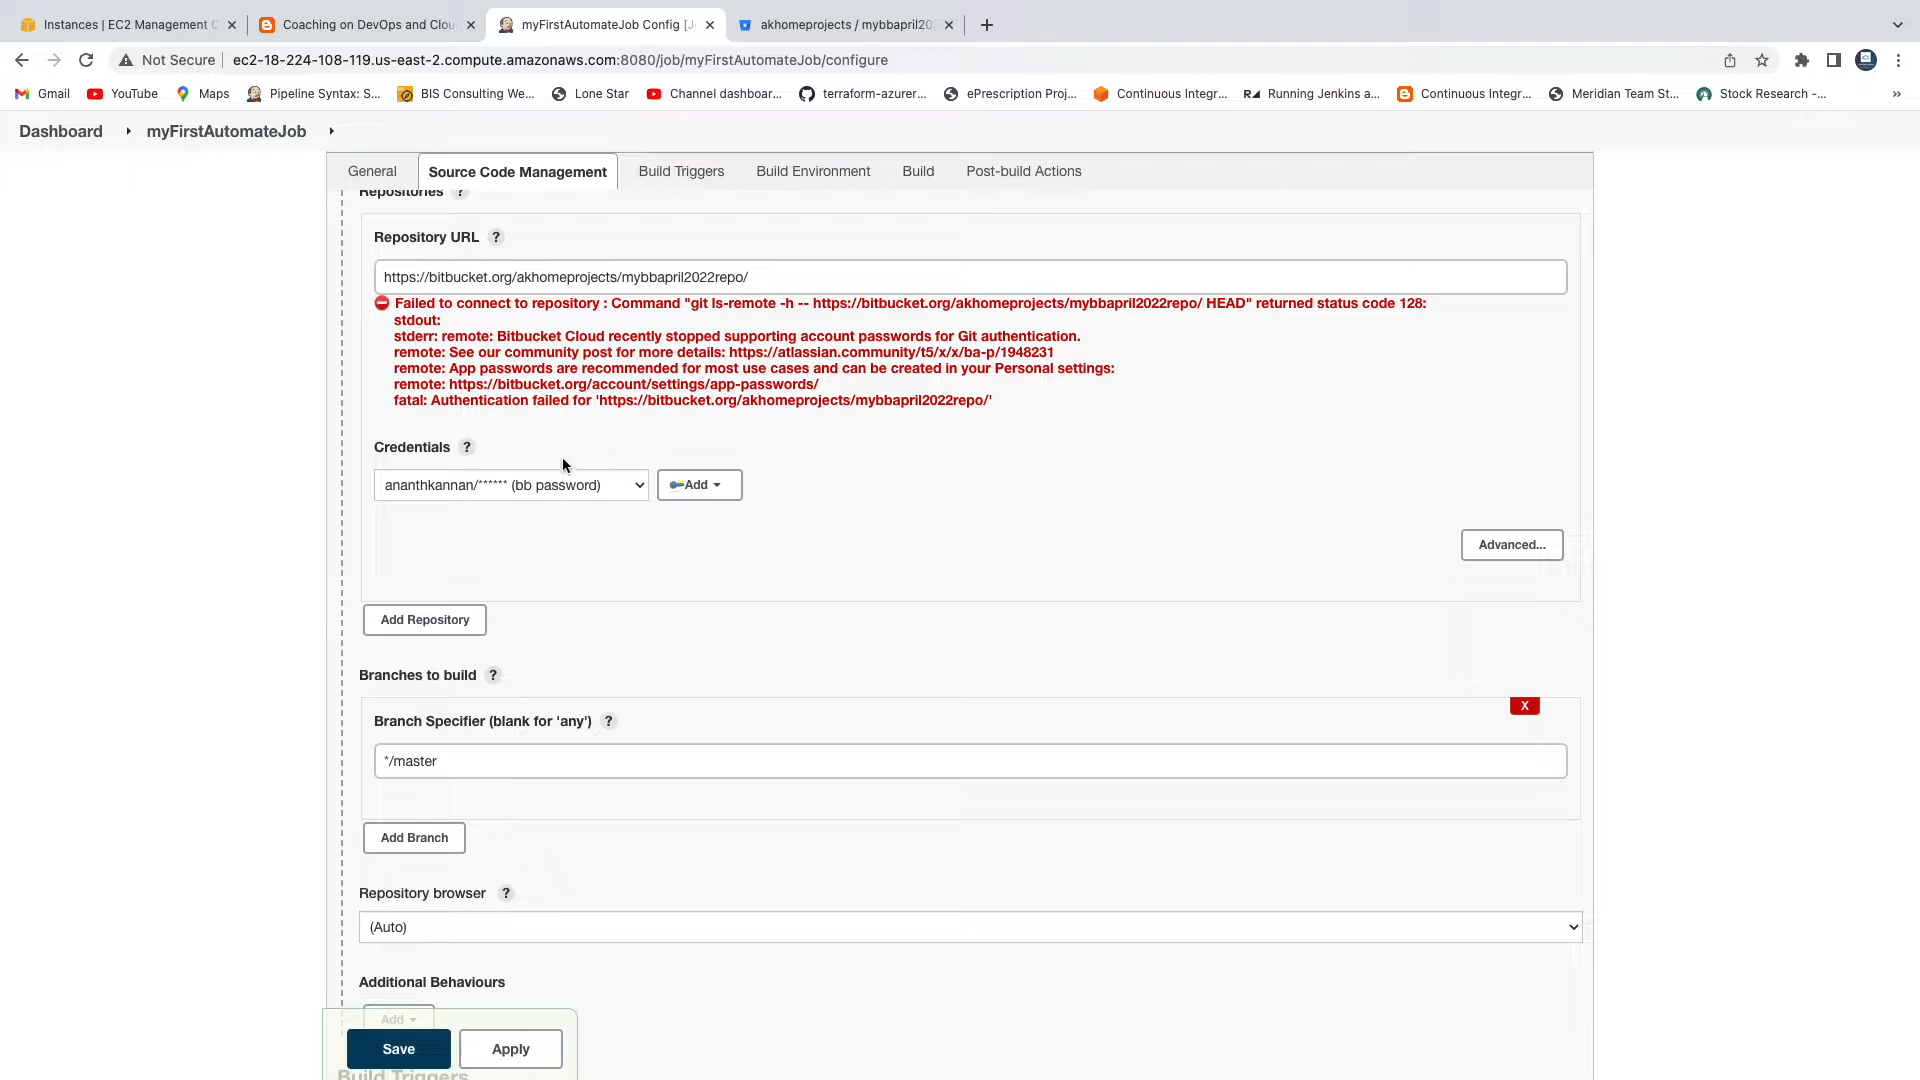 Instances | EC2 Management C
Coaching on DevOps and Clou
myFirstAutomateJob Config [J
akhomeprojects / mybbapril20
Not Secure | ec2-18-224-108-119.us-east-2.compute.amazonaws.com:8080/job/myFirstAutomateJob/configure
Gmail
YouTube
Maps
Pipeline Syntax: S...
BIS Consulting We...
Lone Star
Channel dashboar...
terraform-azurer...
ePrescription Proj...
Continuous Integr...
Running Jenkins a...
Continuous Integr...
Meridian Team St...
Stock Research -...
»
Dashboard
myFirstAutomateJob
General
Source Code Management
Build Triggers
Build Environment
Build
Post-build Actions
Repositories ?
Repository URL ?
https://bitbucket.org/akhomeprojects/mybbapril2022repo/
Failed to connect to repository : Command "git ls-remote -h -- https://bitbucket.org/akhomeprojects/mybbapril2022repo/ HEAD" returned status code 128:
stdout:
stderr: remote: Bitbucket Cloud recently stopped supporting account passwords for Git authentication.
remote: See our community post for more details: https://atlassian.community/t5/x/x/ba-p/1948231
remote: App passwords are recommended for most use cases and can be created in your Personal settings:
remote: https://bitbucket.org/account/settings/app-passwords/
fatal: Authentication failed for 'https://bitbucket.org/akhomeprojects/mybbapril2022repo/'
Credentials ?
ananthkannan/****** (bb password)
Add
Advanced...
Add Repository
Branches to build ?
X
Branch Specifier (blank for 'any') ?
*/master
Add Branch
Repository browser ?
(Auto)
Additional Behaviours
Add
Save
Apply
Build Triggers